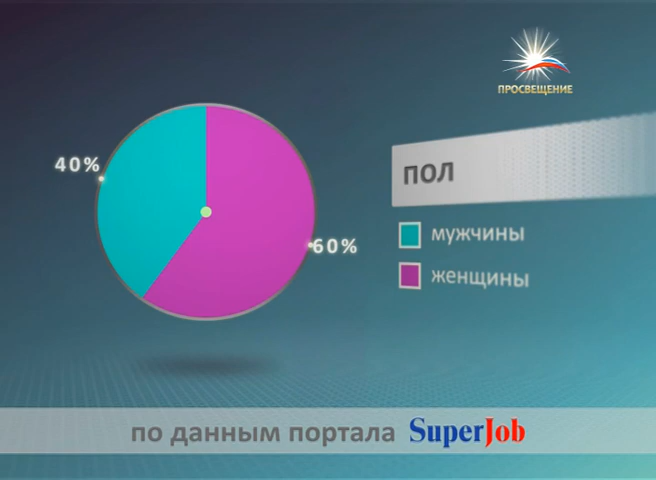 ПРОСВЕЩЕНИЕ
40%
60%
ПОЛ
мужчины
женщины
по данным портала SuperJob